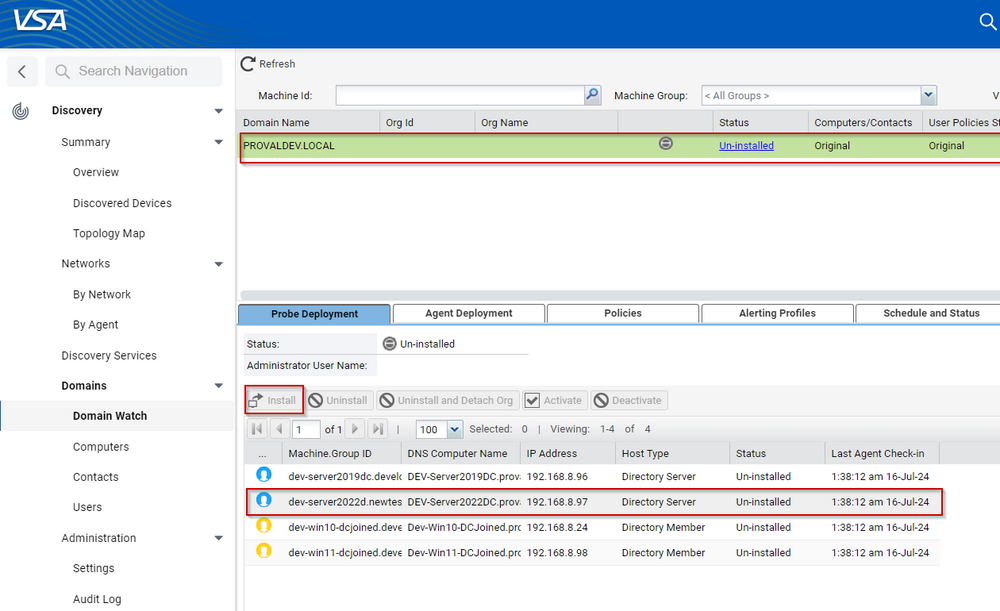 VSA
Search Navigation
Discovery
Summary
Overview
Discovered Devices
Topology Map
Networks
By Network
By Agent
Discovery Services
Domains
Domain Watch
Computers
Contacts
Users
Administration
Settings
Audit Log
Refresh
Machine Id: Machine Group: < All Groups > V
Domain Name Org Id Org Name Status Computers/Contacts User Policies St
PROVALDEV.LOCAL Un-installed Original Original
Probe Deployment Agent Deployment Policies Alerting Profiles Schedule and Status
Status: Un-installed
Administrator User Name:
Install Uninstall Uninstall and Detach Org Activate Deactivate
1 of 1 | 100 Selected: 0 | Viewing: 1-4 of 4
... Machine.Group ID DNS Computer Name IP Address Host Type Status Last Agent Check-in
dev-server2019dc.develc DEV-Server2019DC.prova 192.168.8.96 Directory Server Un-installed 1:38:12 am 16-Jul-24
dev-server2022d.newtes DEV-Server2022DC.prova 192.168.8.97 Directory Server Un-installed 1:38:12 am 16-Jul-24
dev-win10-dcjoined.deve Dev-Win10-DCJoined.pro 192.168.8.24 Directory Member Un-installed 1:38:12 am 16-Jul-24
dev-win11-dcjoined.deve Dev-Win11-DCJoined.prc 192.168.8.98 Directory Member Un-installed 1:38:12 am 16-Jul-24